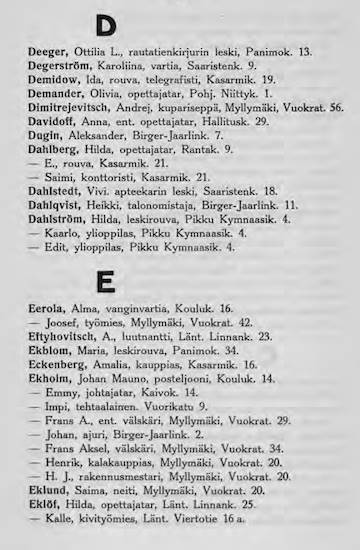 D
Deeger, Ottilia L., rautatienkirjurin leski, Panimok. 13.
Degerström, Karoliina, vartia, Saaristenk. 9.
Demidow, Ida, rouva, telegrafisti, Kasarmik. 19.
Demander, Olivia, opettajatar, Pohj. Niittyk. 1.
Dimitrejevitsch, Andrej, kupariseppä, Myllymäki, Vuokrat. 56.
Davidoff, Anna, ent. opettajatar, Hallitusk. 29.
Dugin, Aleksander, Birger-Jaarlink. 7.
Dahlberg, Hilda, opettajatar, Rantak. 9.
— E., rouva, Kasarmik. 21.
— Saimi, konttoristi, Kasarmik. 21.
Dahlstedt, Vivi. apteekarin leski, Saaristenk. 18.
Dahlqvist, Heikki, talonomistaja, Birger-Jaarlink. 11.
Dahlström, Hilda, leskirouva, Pikku Kymnaasik. 4.
— Kaarlo, ylioppilas, Pikku Kymnaasik. 4.
— Edit, ylioppilas, Pikku Kymnaasik. 4.
E
Eerola, Alma, vanginvartia, Kouluk. 16.
— Joosef, työmies, Myllymäki, Vuokrat. 42.
Eftyhovitsch, A., luutnantti, Länt. Linnank. 23.
Ekblom, Maria, leskirouva, Panimok. 34.
Eckenberg, Amalia, kauppias, Kasarmik. 16.
Ekholm, Johan Mauno, posteljooni, Kouluk. 14.
— Emmy, johtajatar, Kaivok. 14.
— Impi, tehtaalainen. Vuorikatu 9.
— Frans A., ent. välskäri, Myllymäki, Vuokrat. 29.
— Johan, ajuri, Birger-Jaarlink. 2.
— Frans Aksel, välskäri, Myllymäki, Vuokrat. 34.
— Henrik, kalakauppias, Myllymäki, Vuokrat. 20.
— H. J., rakennusmestari, Myllymäki, Vuokrat. 20.
Eklund, Saima, neiti, Myllymäki, Vuokrat. 20.
Eklöf, Hilda, opettajatar, Länt. Linnank. 25.
— Kalle, kivityömies, Länt. Viertotie 16 a.